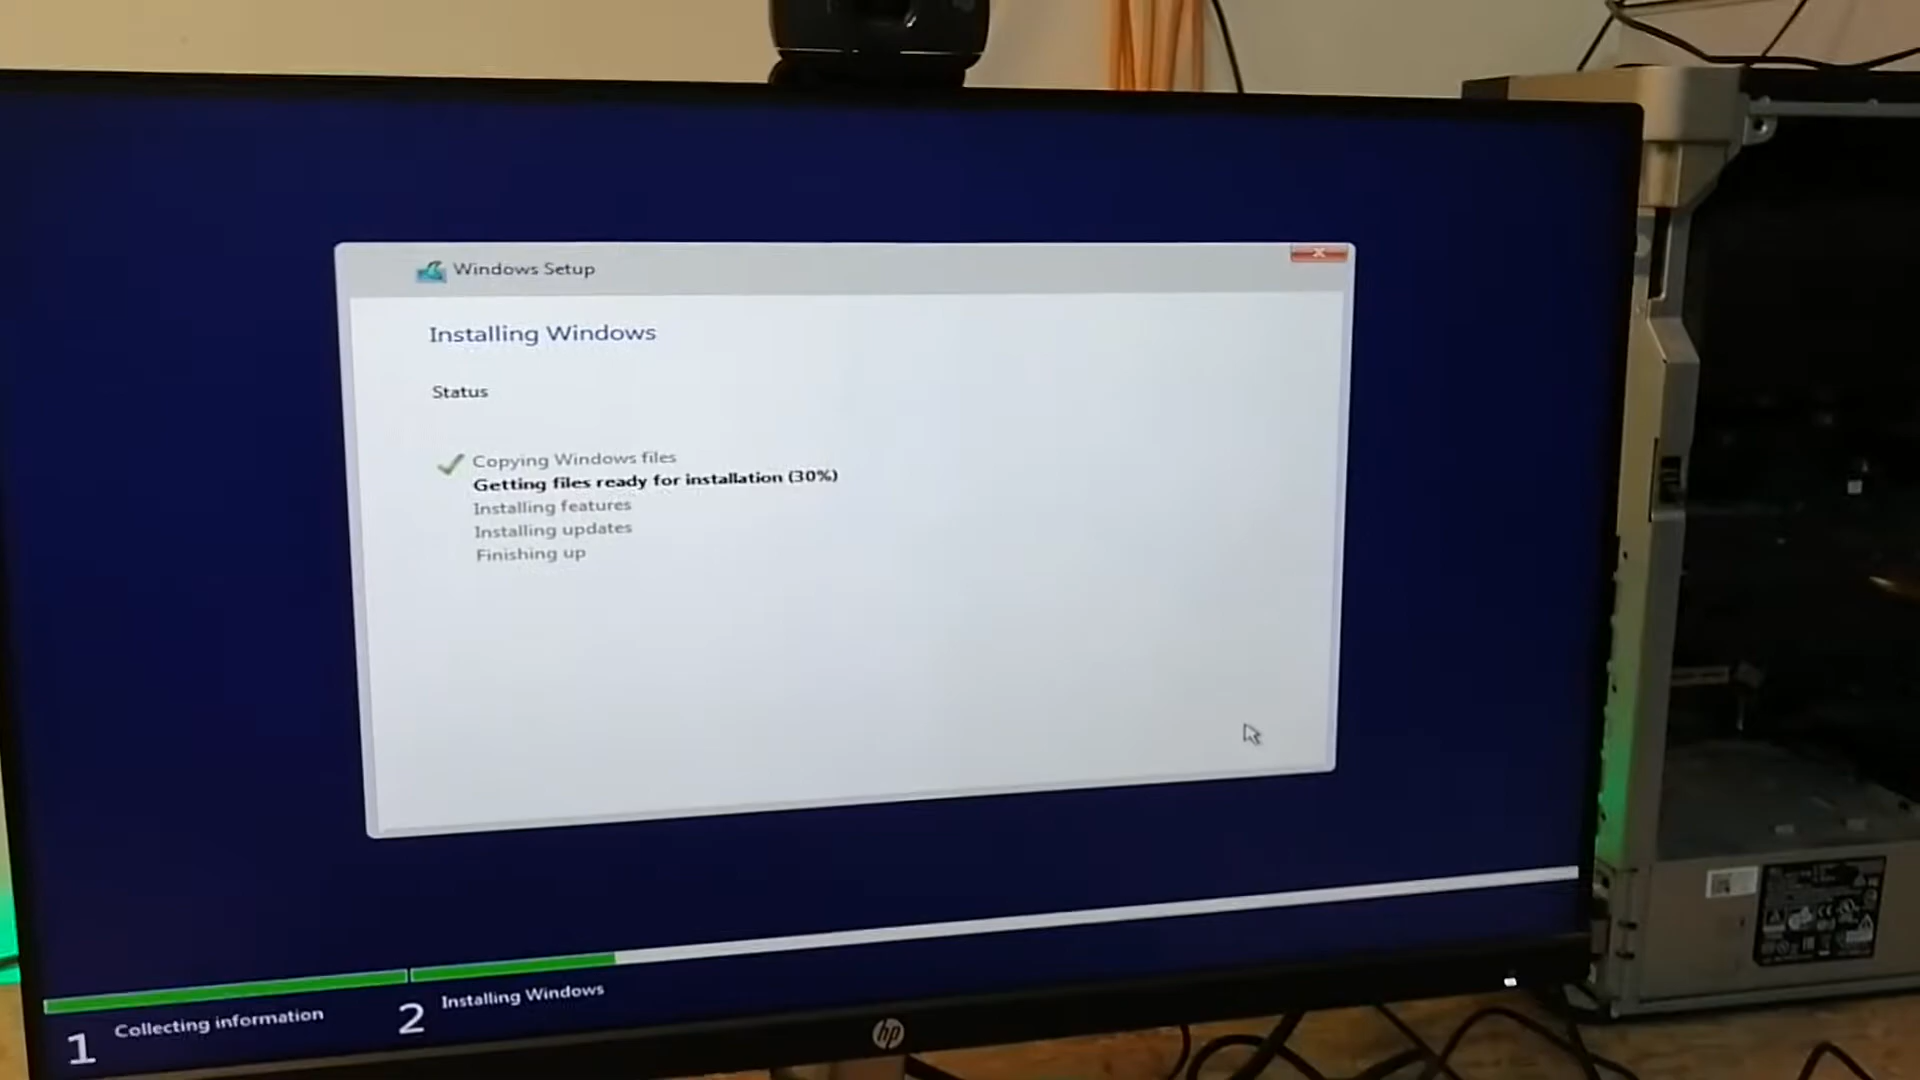 Windows Setup
Installing Windows
Status
Copying Windows files
Getting files ready for installation (30%)
Installing features
Installing updates
Finishing up
1 Collecting information
2 Installing Windows
hp